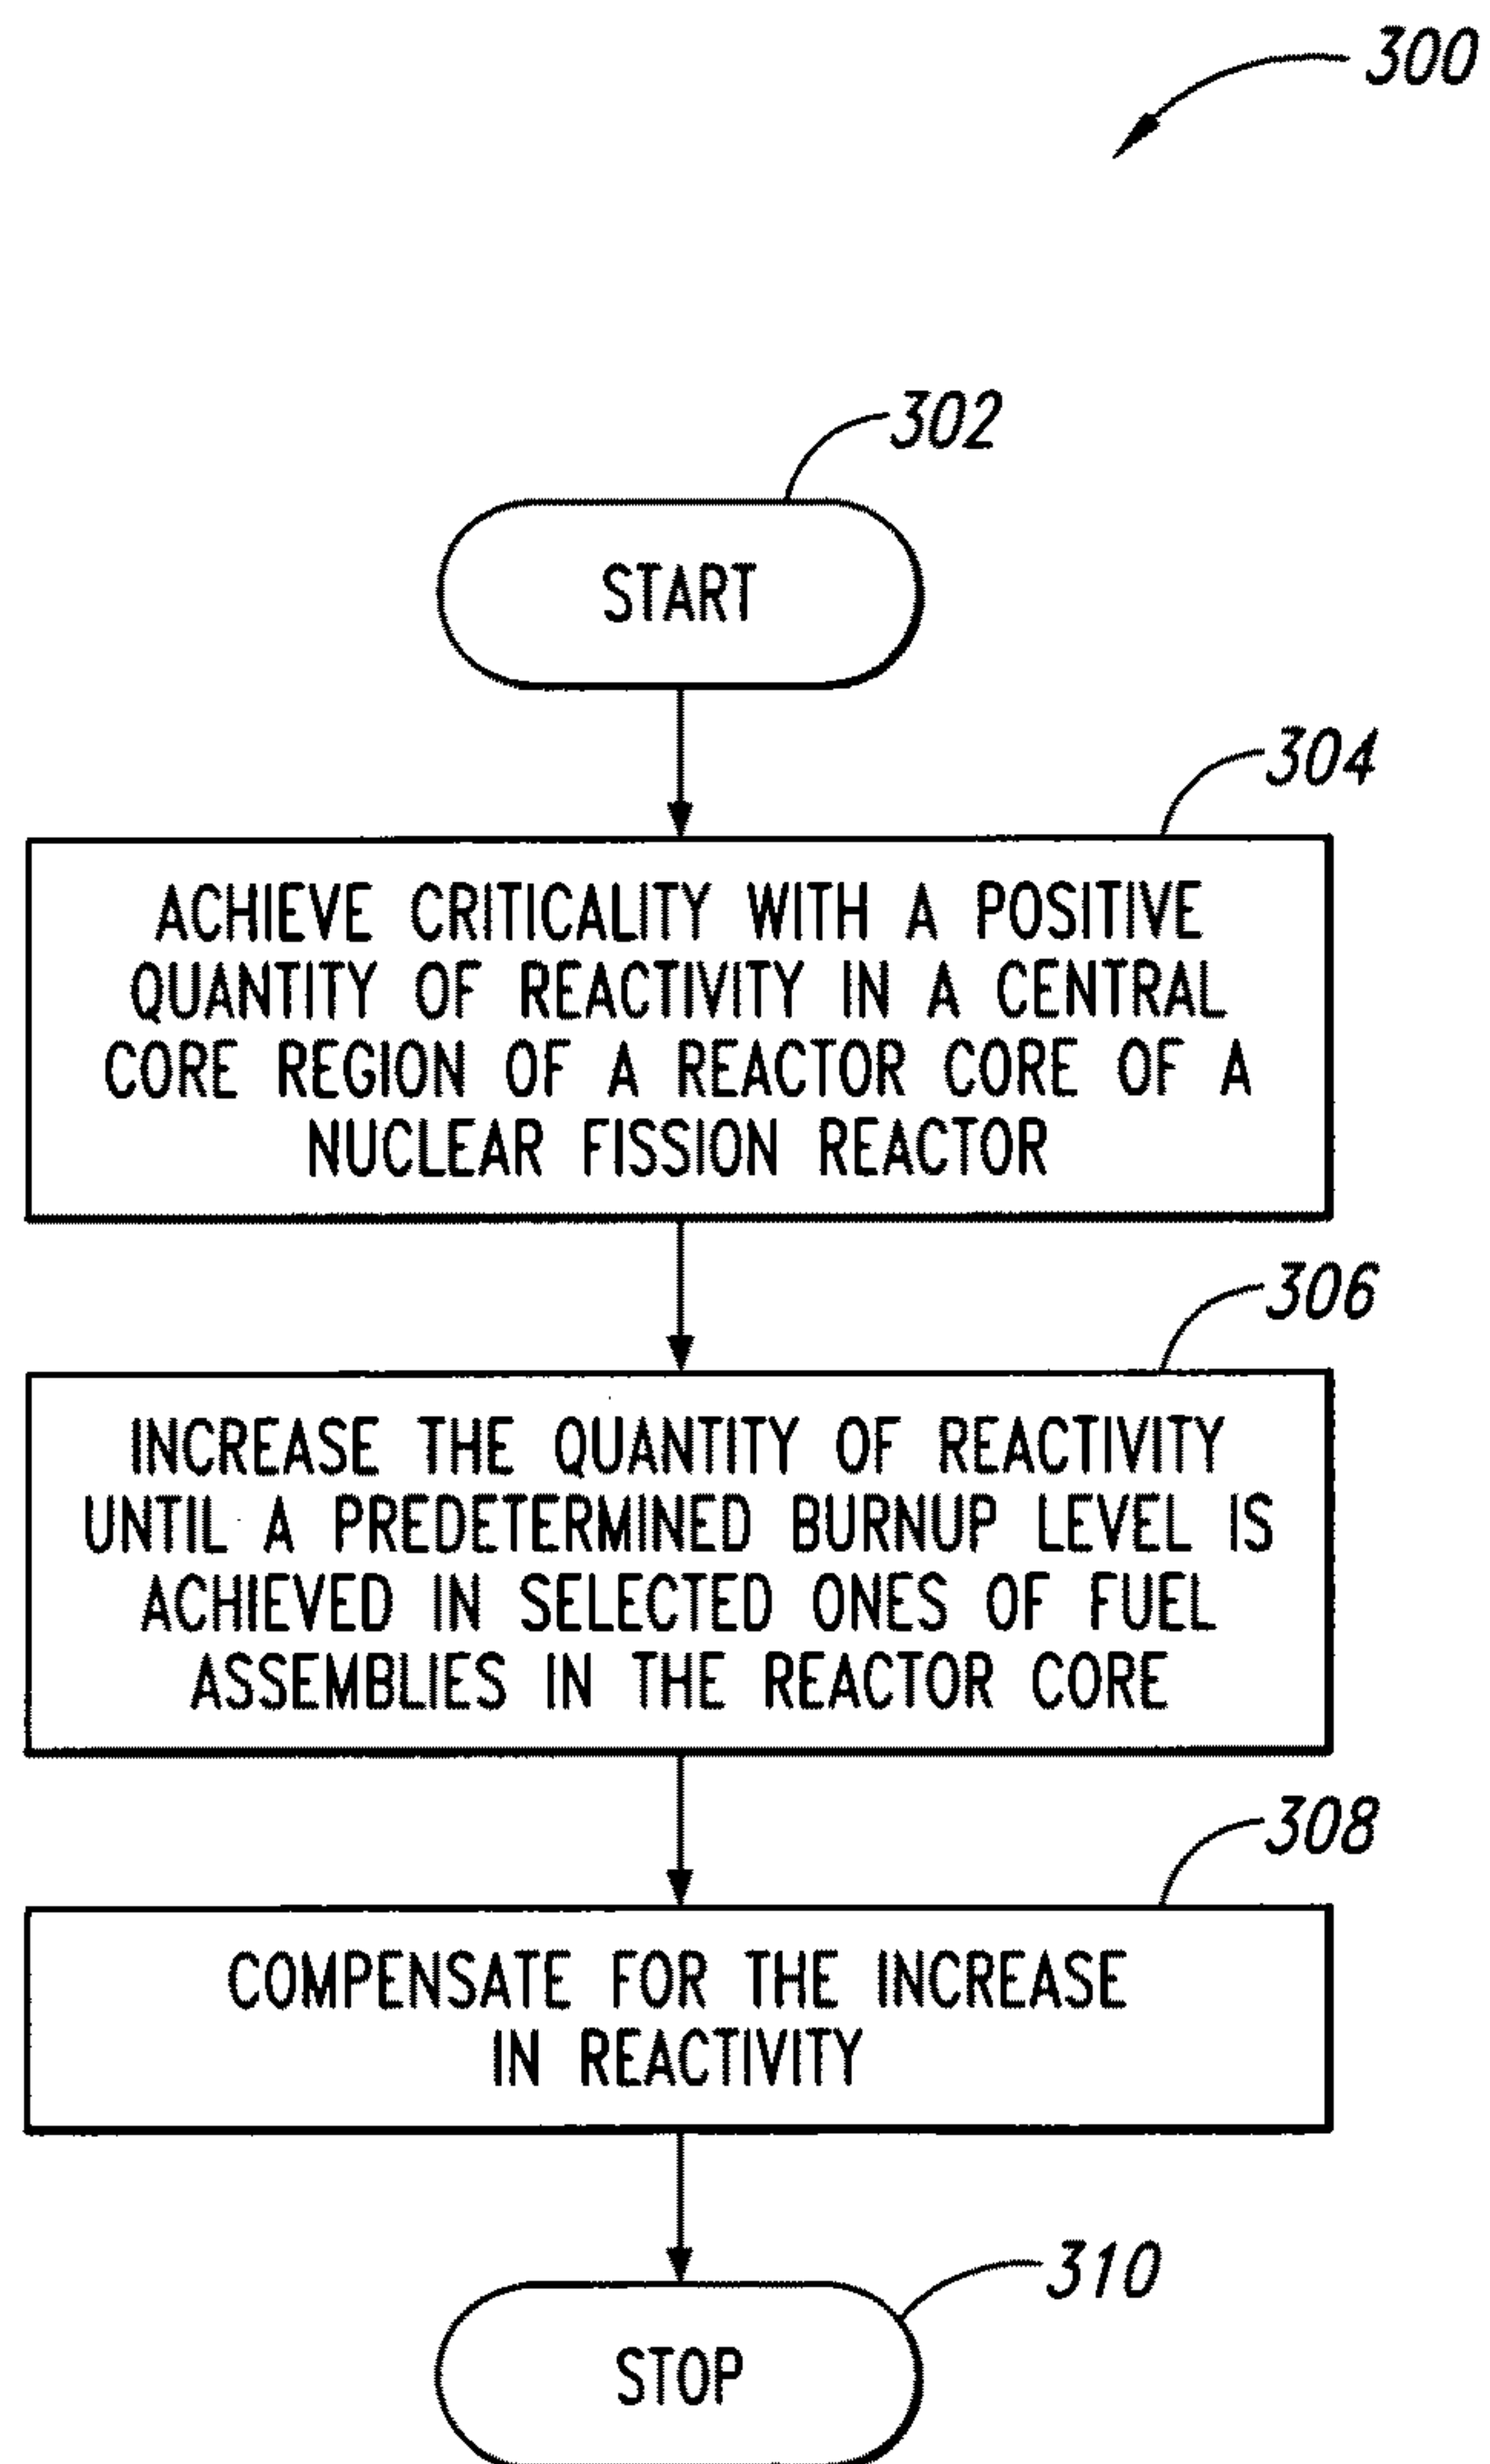 300
302
START
304
ACHIEVE CRITICALITY WITH A POSITIVE
QUANTITY OF REACTIVITY IN A CENTRAL
CORE REGION OF A REACTOR CORE OF A
NUCLEAR FISSION REACTOR
306
INCREASE THE QUANTITY OF REACTIVITY
UNTIL A PREDETERMINED BURNUP LEVEL IS
ACHIEVED IN SELECTED ONES OF FUEL
ASSEMBLIES IN THE REACTOR CORE
308
COMPENSATE FOR THE INCREASE
IN REACTIVITY
310
STOP